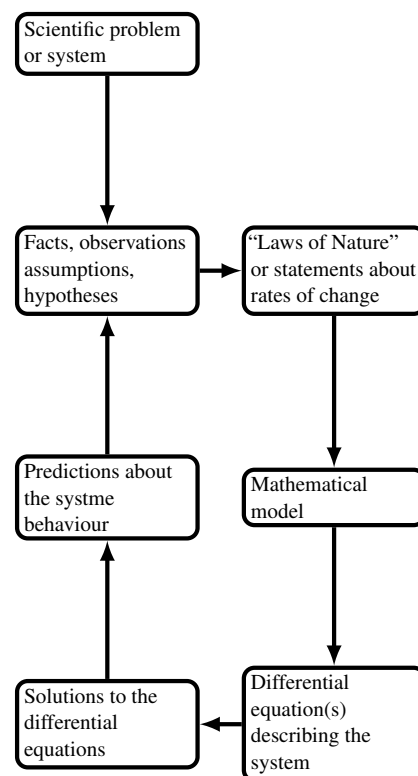 Scientific problem
or system
Facts, observations
assumptions,
hypotheses
“Laws of Nature”
or statements about
rates of change
Predictions about
the systme
behaviour
Mathematical
model
Solutions to the
differential
equations
Differential
equation(s)
describing the
system